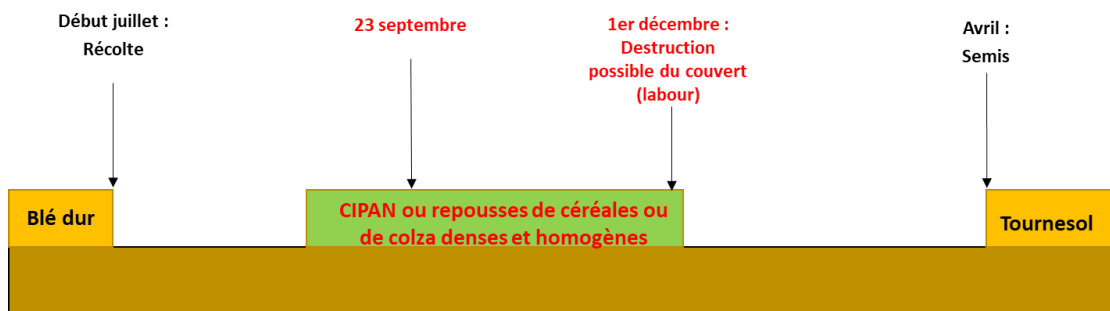 Début juillet :
Récolte
23 septembre
1er décembre :
Destruction
possible du couvert
(labour)
Avril :
Semis
Blé dur
CIPAN ou repousses de céréales ou
de colza denses et homogènes
Tournesol